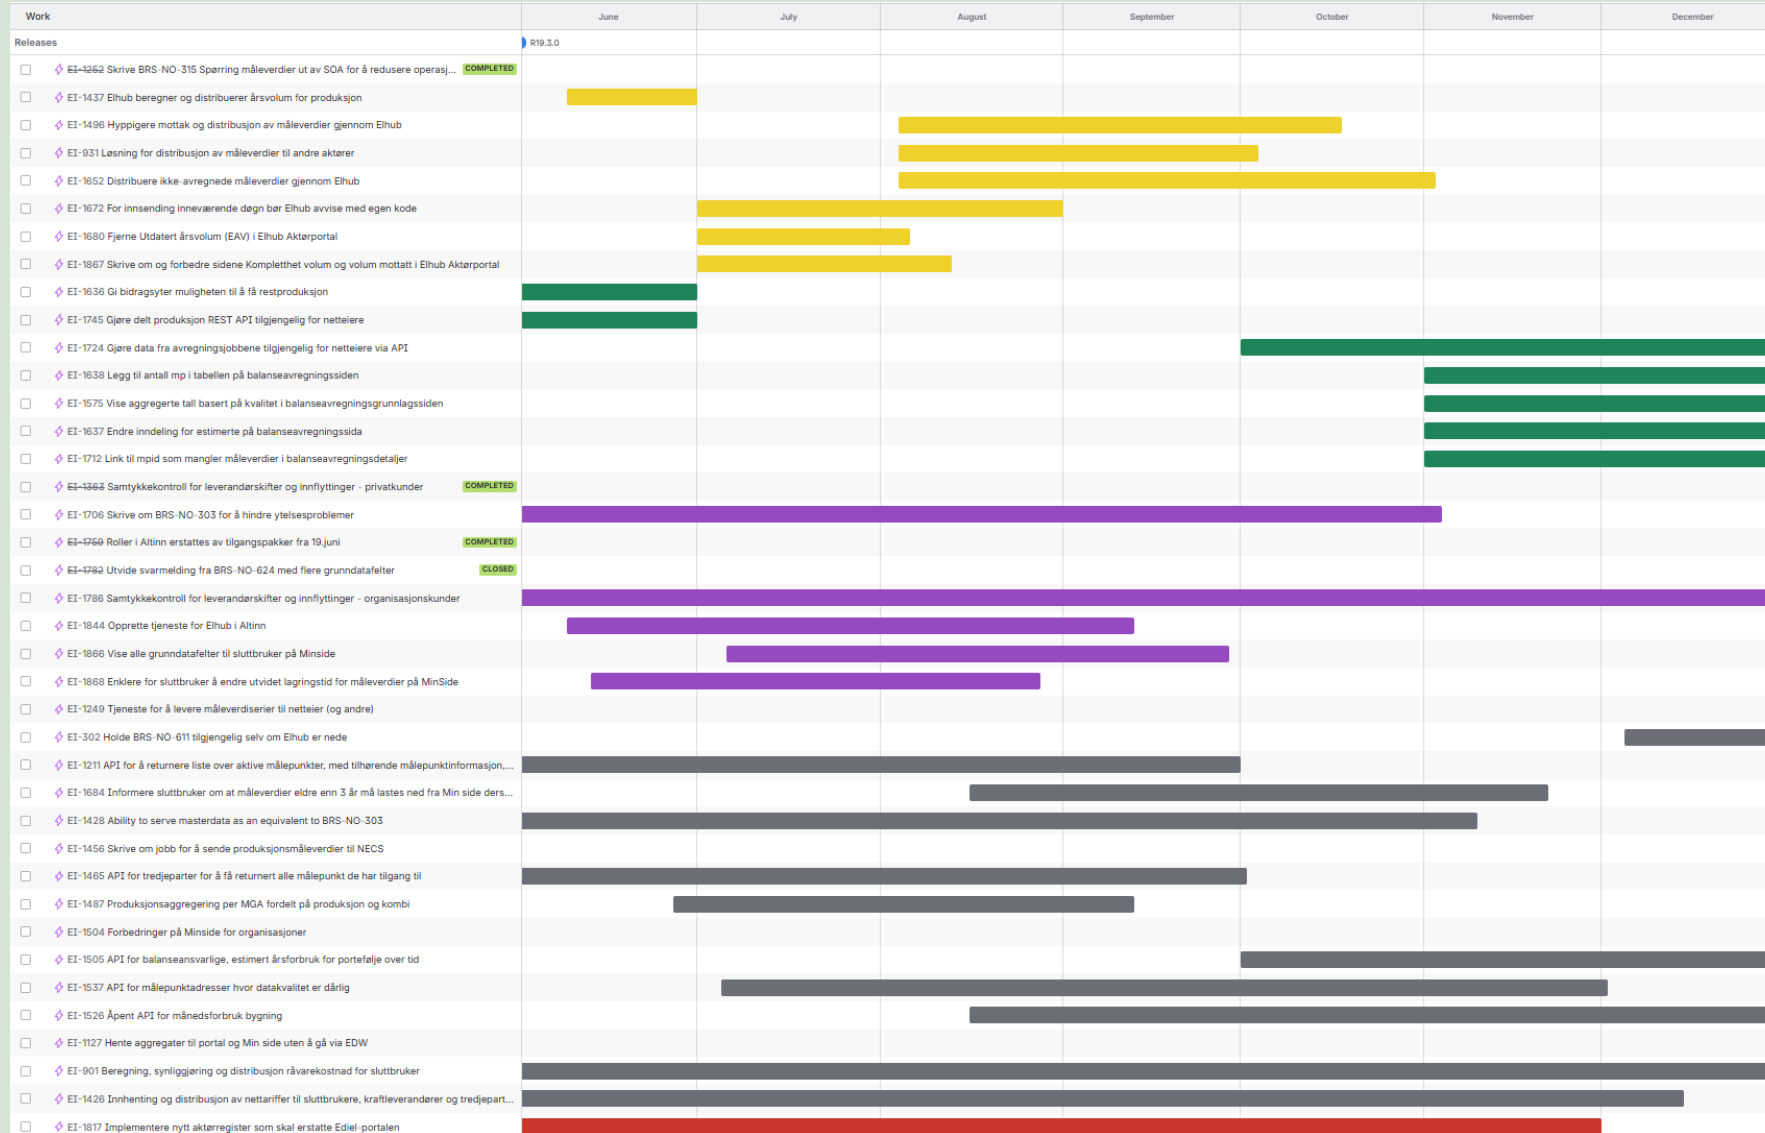 Work June July August September October November December
Releases R19.3.0
EI-1252 Skrive BRS-NO-315 Spørring måleverdier ut av SOA for å redusere operasj... COMPLETED
EI-1437 Elhub beregner og distribuerer årsvolum for produksjon
EI-1496 Hyppigere mottak og distribusjon av måleverdier gjennom Elhub
EI-931 Løsning for distribusjon av måleverdier til andre aktører
EI-1652 Distribuere ikke-avregnede måleverdier gjennom Elhub
EI-1672 For innsending inneværende døgn bør Elhub avvise med egen kode
EI-1680 Fjerne Utdatert årsvolum (EAV) i Elhub Aktørportal
EI-1867 Skrive om og forbedre sidene Kompletthet volum og volum mottatt i Elhub Aktørportal
EI-1636 Gi bidragsyter muligheten til å få restproduksjon
EI-1745 Gjøre delt produksjon REST API tilgjengelig for netteiere
EI-1724 Gjøre data fra avregningsjobbene tilgjengelig for netteiere via API
EI-1638 Legg til antall mp i tabellen på balanseavregningssiden
EI-1575 Vise aggregerte tall basert på kvalitet i balanseavregningsgrunnlagssiden
EI-1637 Endre inndeling for estimerte på balanseavregningssida
EI-1712 Link til mpid som mangler måleverdier i balanseavregningsdetaljer
EI-1363 Samtykkekontroll for leverandørskifter og innflyttinger - privatkunder COMPLETED
EI-1706 Skrive om BRS-NO-303 for å hindre ytelsesproblemer
EI-1759 Roller i Altinn erstattes av tilgangspakker fra 19.juni COMPLETED
EI-1782 Utvide svarmelding fra BRS-NO-624 med flere grunndatafelter CLOSED
EI-1786 Samtykkekontroll for leverandørskifter og innflyttinger - organisasjonskunder
EI-1844 Opprette tjeneste for Elhub i Altinn
EI-1866 Vise alle grunndatafelter til sluttbruker på Minside
EI-1868 Enklere for sluttbruker å endre utvidet lagringstid for måleverdier på MinSide
EI-1249 Tjeneste for å levere måleverdiserier til netteier (og andre)
EI-302 Holde BRS-NO-611 tilgjengelig selv om Elhub er nede
EI-1211 API for å returnere liste over aktive målepunkter, med tilhørende målepunktinformasjon,...
EI-1684 Informere sluttbruker om at måleverdier eldre enn 3 år må lastes ned fra Min side ders...
EI-1428 Ability to serve masterdata as an equivalent to BRS-NO-303
EI-1456 Skrive om jobb for å sende produksjonsmåleverdier til NECS
EI-1465 API for tredjeparter for å få returnert alle målepunkt de har tilgang til
EI-1487 Produksjonsaggregering per MGA fordelt på produksjon og kombi
EI-1504 Forbedringer på Minside for organisasjoner
EI-1505 API for balanseansvarlige, estimert årsforbruk for portefølje over tid
EI-1537 API for målepunktadresser hvor datakvalitet er dårlig
EI-1526 Åpent API for månedsforbruk bygning
EI-1127 Hente aggregater til portal og Min side uten å gå via EDW
EI-901 Beregning, synliggjøring og distribusjon råvarekostnad for sluttbruker
EI-1426 Innhenting og distribusjon av nettariffer til sluttbrukere, kraftleverandører og tredjepart...
EI-1817 Implementere nytt aktørregister som skal erstatte Ediel-portalen